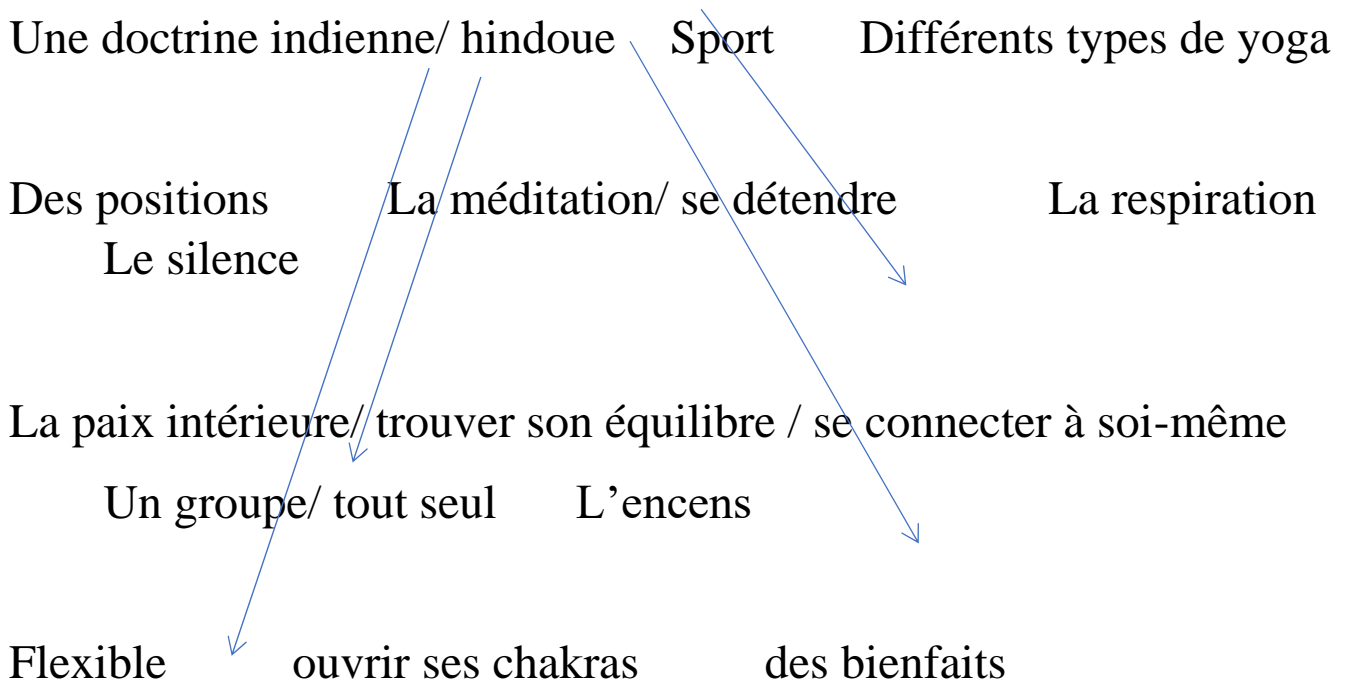 Une doctrine indienne/ hindoue Sport Différents types de yoga
Des positions La méditation/ se détendre La respiration
Le silence
La paix intérieure/ trouver son équilibre / se connecter à soi-même
Un groupe/ tout seul L’encens
Flexible ouvrir ses chakras des bienfaits